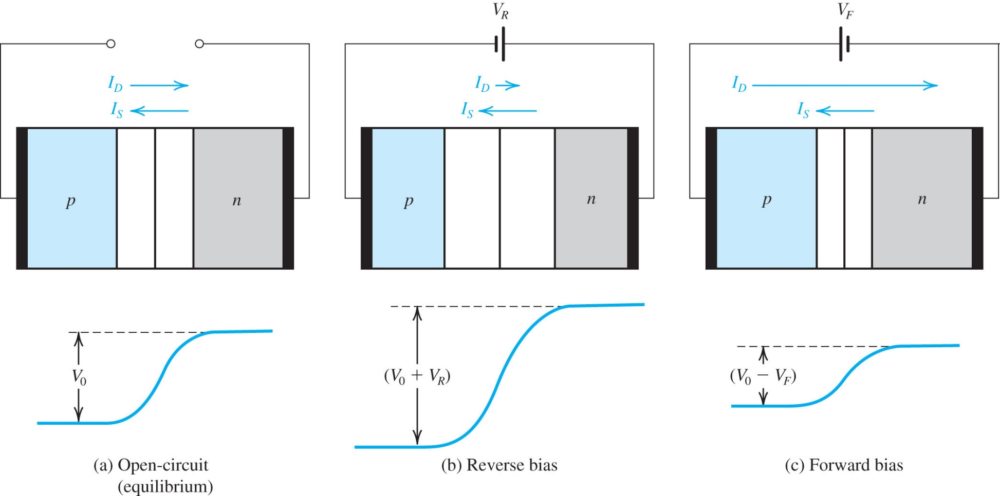 V_R
V_F
I_D
I_S
I_D
I_S
I_D
I_S
p
n
p
n
p
n
V_0
(V_0 + V_R)
(V_0 − V_F)
(a) Open-circuit
(equilibrium)
(b) Reverse bias
(c) Forward bias